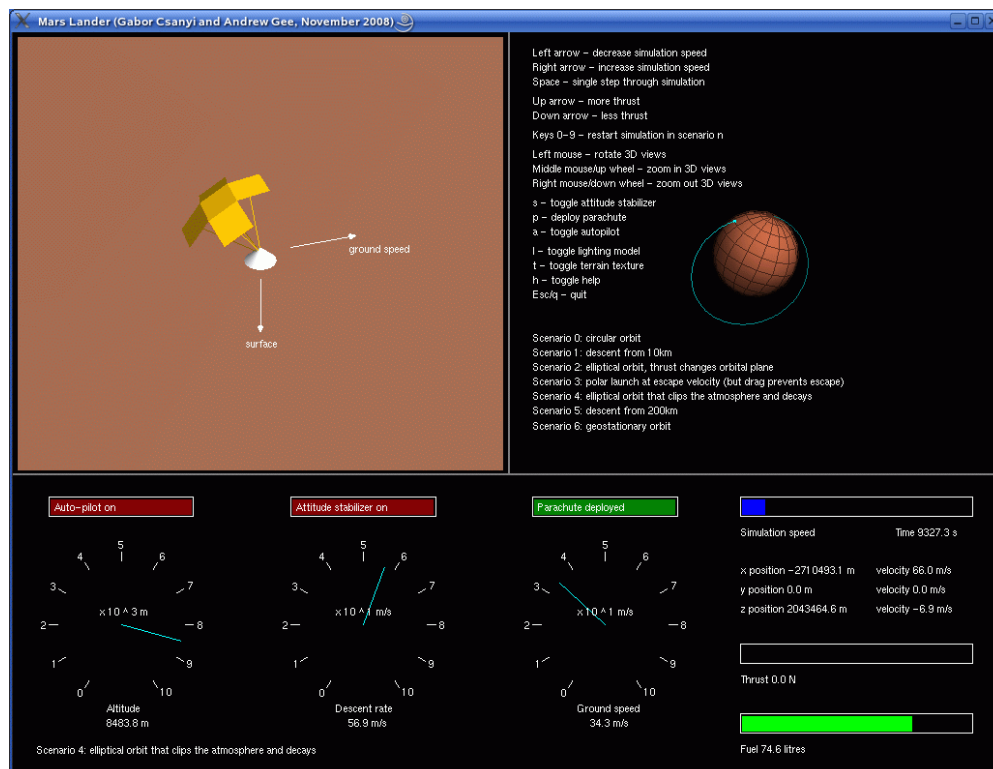 Mars Lander (Gabor Csanyi and Andrew Gee, November 2008)
ground speed
surface
Left arrow – decrease simulation speed
Right arrow – increase simulation speed
Space – single step through simulation
Up arrow – more thrust
Down arrow – less thrust
Keys 0–9 – restart simulation in scenario n
Left mouse – rotate 3D views
Middle mouse/up wheel – zoom in 3D views
Right mouse/down wheel – zoom out 3D views
s – toggle attitude stabilizer
p – deploy parachute
a – toggle autopilot
l – toggle lighting model
t – toggle terrain texture
h – toggle help
Esc/q – quit
Scenario 0: circular orbit
Scenario 1: descent from 10km
Scenario 2: elliptical orbit, thrust changes orbital plane
Scenario 3: polar launch at escape velocity (but drag prevents escape)
Scenario 4: elliptical orbit that clips the atmosphere and decays
Scenario 5: descent from 200km
Scenario 6: geostationary orbit
Auto-pilot on
0 1 2 3 4 5 6 7 8 9 10
x10^3 m
Altitude
8483.8 m
Attitude stabilizer on
0 1 2 3 4 5 6 7 8 9 10
x10^1 m/s
Descent rate
56.9 m/s
Parachute deployed
0 1 2 3 4 5 6 7 8 9 10
x10^1 m/s
Ground speed
34.3 m/s
Simulation speed Time 9327.3 s
x position -2710493.1 m velocity 66.0 m/s
y position 0.0 m velocity 0.0 m/s
z position 2043464.6 m velocity -6.9 m/s
Thrust 0.0 N
Fuel 74.6 litres
Scenario 4: elliptical orbit that clips the atmosphere and decays